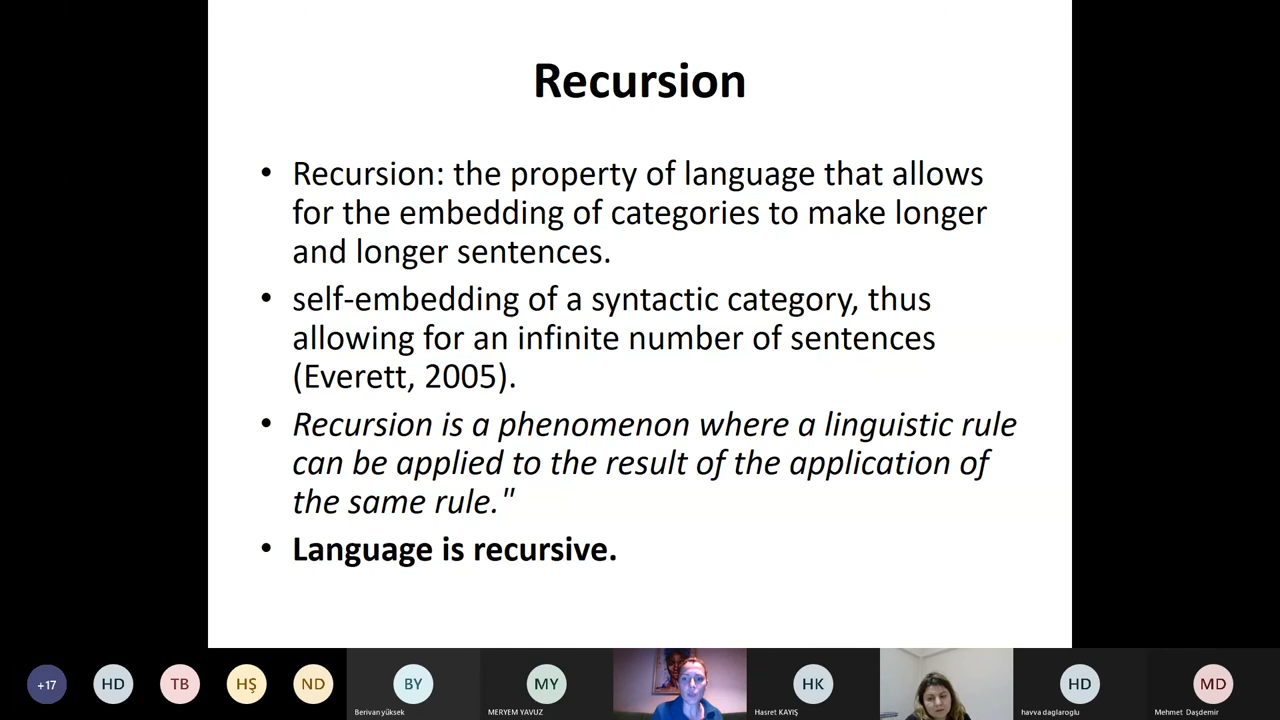 Recursion
• Recursion: the property of language that allows
for the embedding of categories to make longer
and longer sentences.
• self-embedding of a syntactic category, thus
allowing for an infinite number of sentences
(Everett, 2005).
• Recursion is a phenomenon where a linguistic rule
can be applied to the result of the application of
the same rule."
• Language is recursive.
+17 HD TB HŞ ND BY MY HK HD MD
Berivan yüksek MERYEM YAVUZ Hasret KAYIŞ havva daglaroglu Mehmet Daşdemir